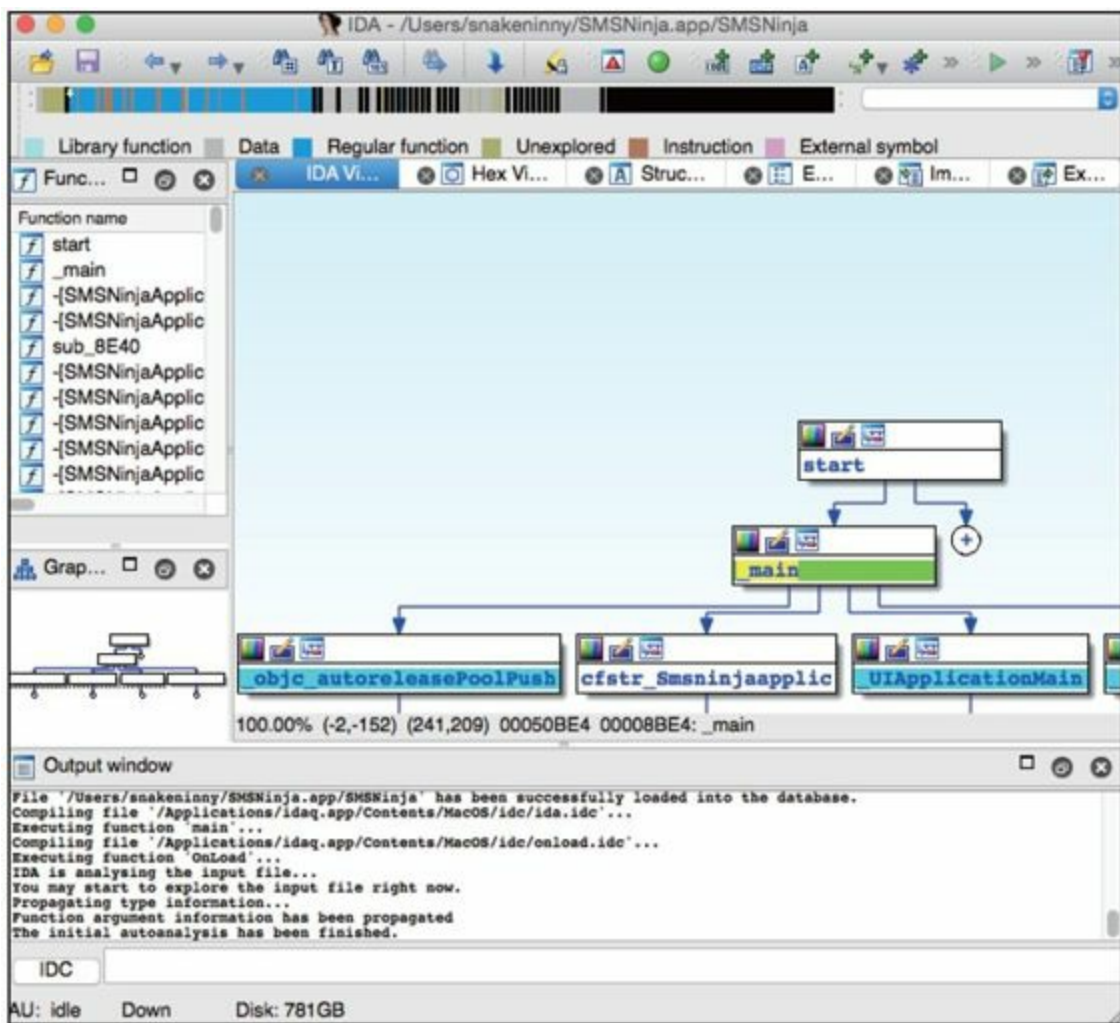 IDA - /Users/snakeninny/SMSNinja.app/SMSNinja
Library function Data Regular function Unexplored Instruction External symbol
Func...
IDA Vi... Hex Vi... Struc... E... Im... Ex...
Function name
start
_main
-[SMSNinjaApplic
-[SMSNinjaApplic
sub_8E40
-[SMSNinjaApplic
-[SMSNinjaApplic
-[SMSNinjaApplic
-[SMSNinjaApplic
-[SMSNinjaApplic
start
_main
Grap...
_objc_autoreleasePoolPush
cfstr_Smsninjaapplic
_UIApplicationMain
100.00% (-2,-152) (241,209) 00050BE4 00008BE4: _main
Output window
File '/Users/snakeninny/SMSNinja.app/SMSNinja' has been successfully loaded into the database.
Compiling file '/Applications/idaq.app/Contents/MacOS/idc/ida.idc'...
Executing function 'main'...
Compiling file '/Applications/idaq.app/Contents/MacOS/idc/onload.idc'...
Executing function 'OnLoad'...
IDA is analysing the input file...
You may start to explore the input file right now.
Propagating type information...
Function argument information has been propagated
The initial autoanalysis has been finished.
IDC
AU: idle Down Disk: 781GB